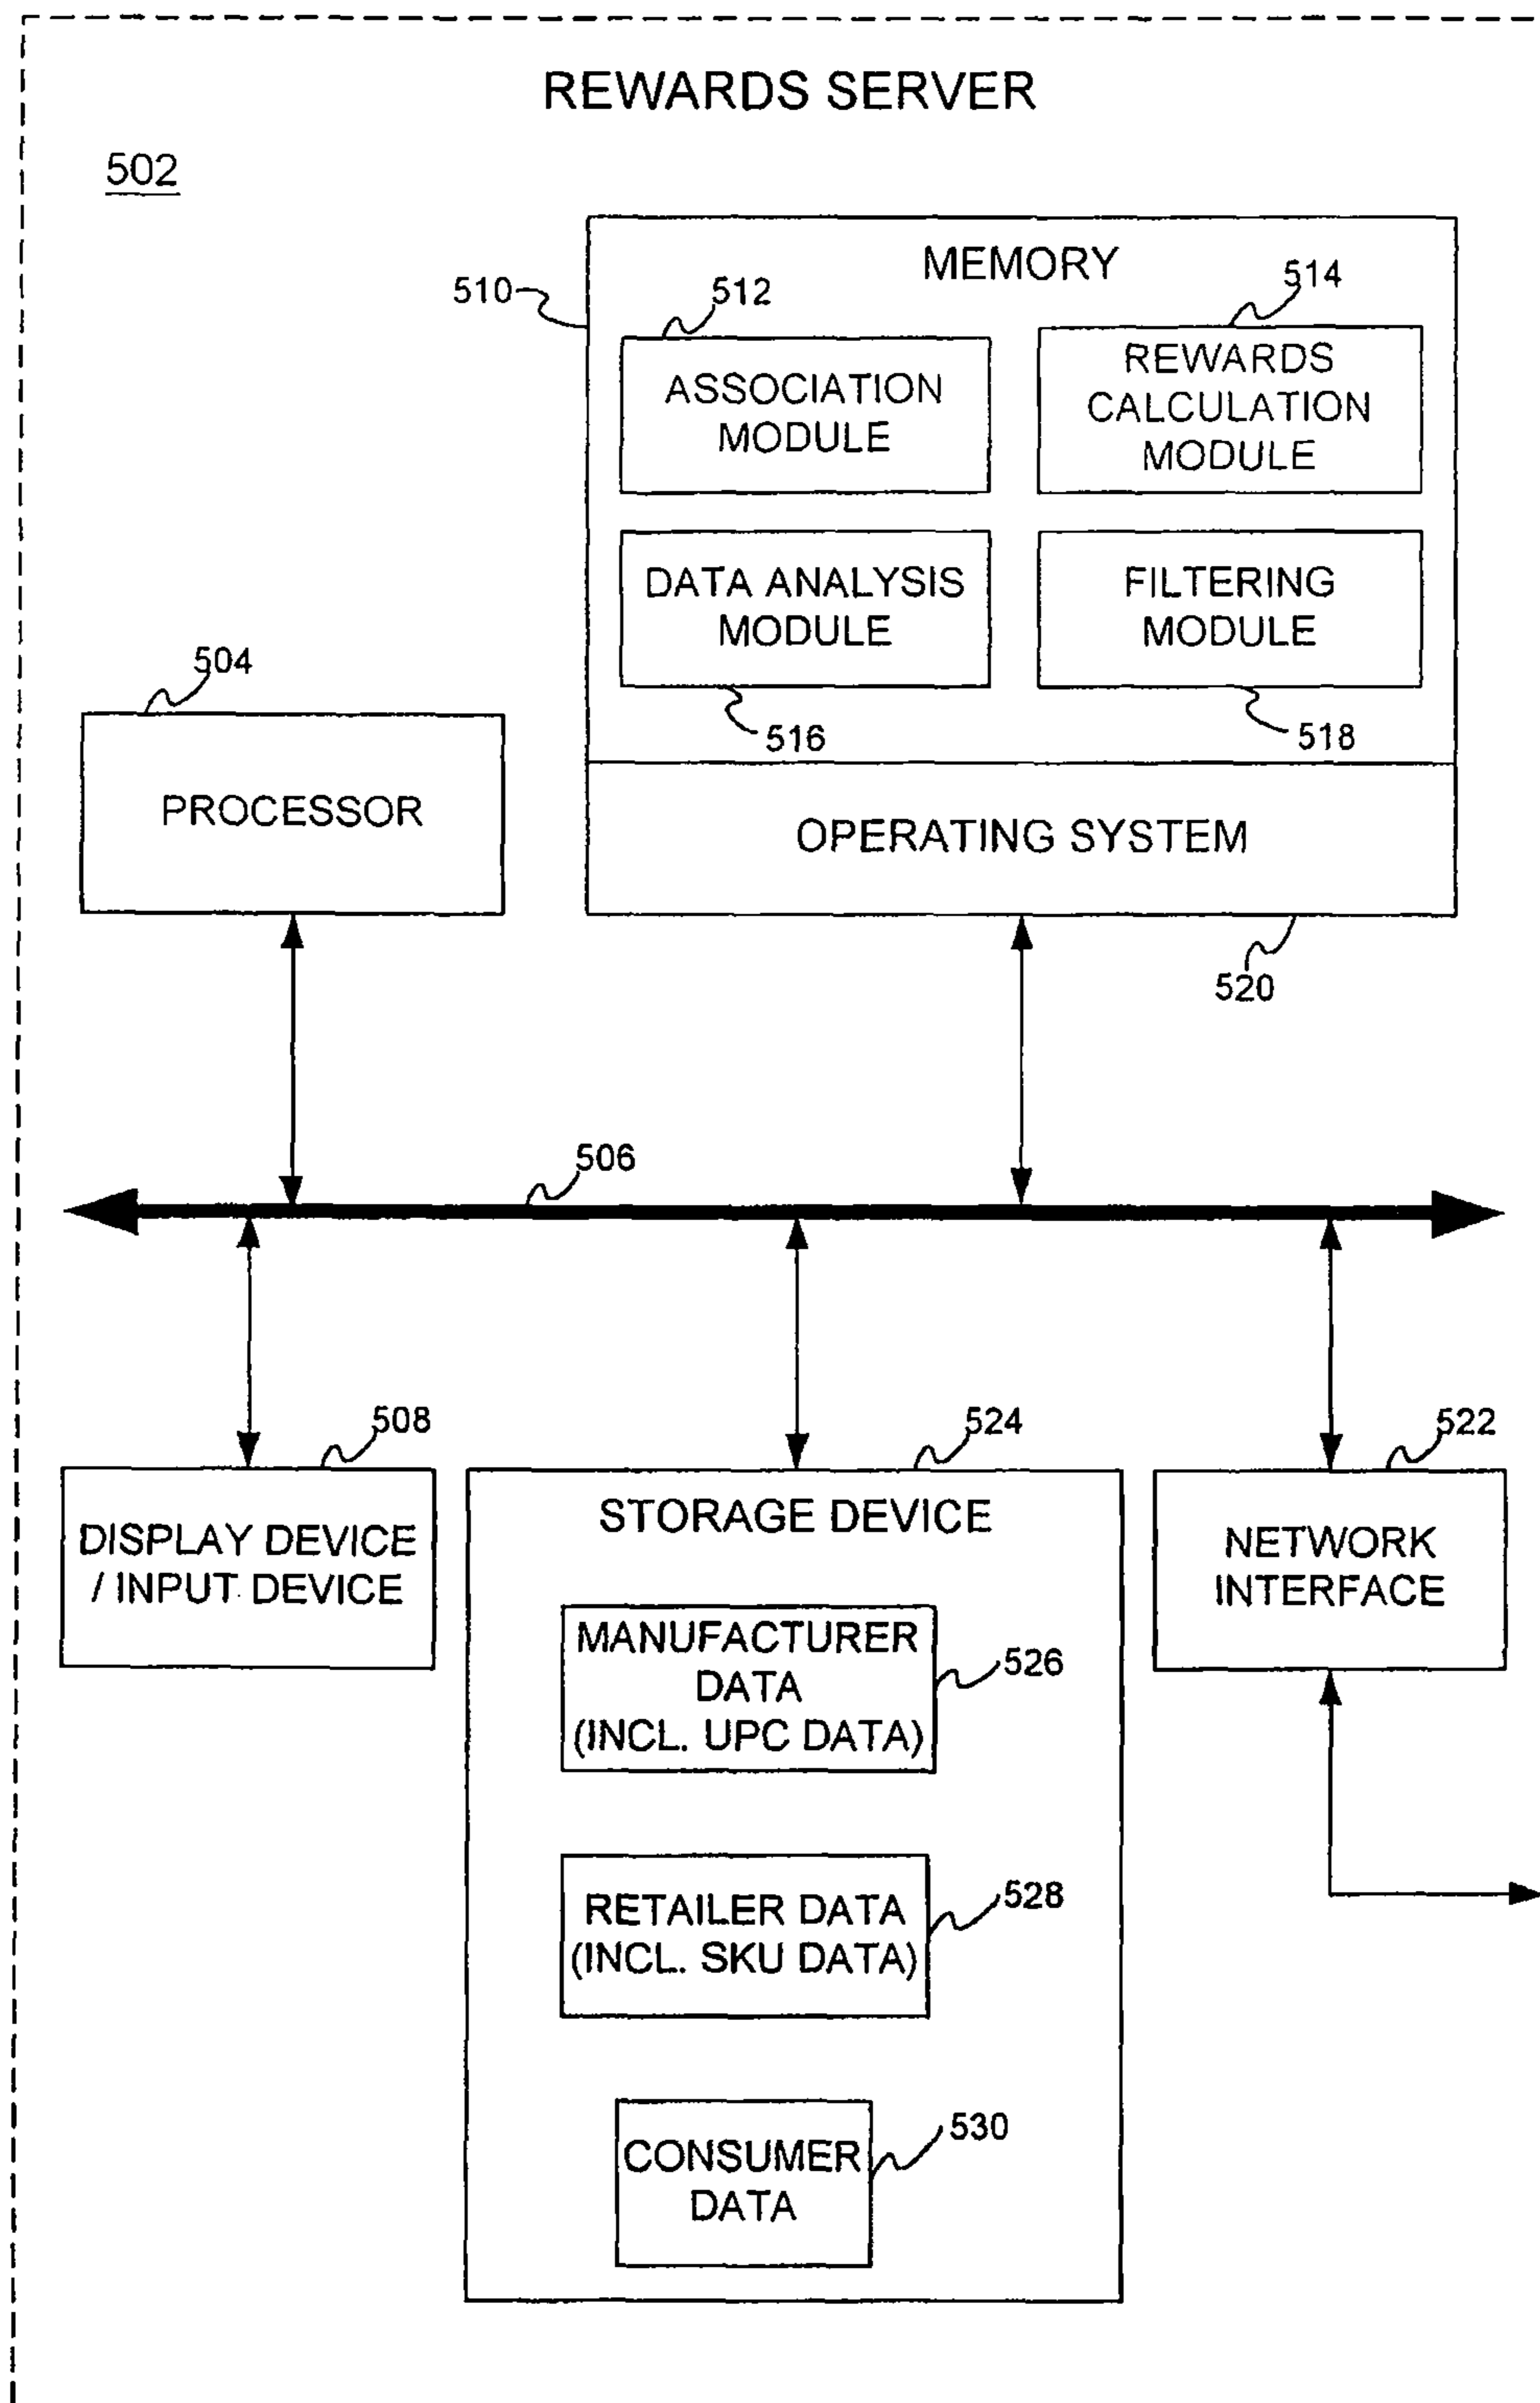 REWARDS SERVER
502
MEMORY
510
512
514
ASSOCIATION
MODULE
REWARDS
CALCULATION
MODULE
DATA ANALYSIS
MODULE
FILTERING
MODULE
516
518
504
PROCESSOR
OPERATING SYSTEM
520
506
508
524
522
DISPLAY DEVICE
/ INPUT DEVICE
STORAGE DEVICE
NETWORK
INTERFACE
MANUFACTURER
DATA
(INCL. UPC DATA)
526
RETAILER DATA
(INCL. SKU DATA)
528
CONSUMER
DATA
530